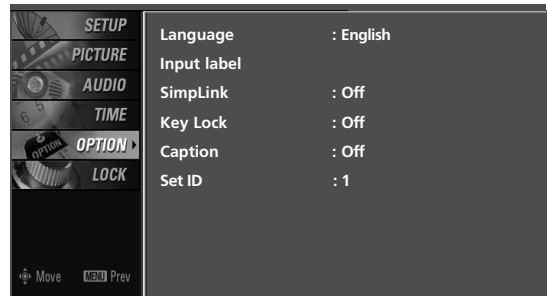 SETUP
PICTURE
AUDIO
TIME
OPTION
LOCK
Move MENU Prev
Language : English
Input label
SimpLink : Off
Key Lock : Off
Caption : Off
Set ID : 1